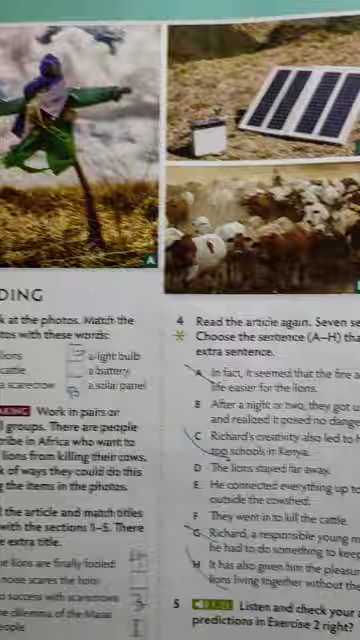 A
DING
k at the photos. Match the
tos with these words:
lions
a light bulb
cattle
a battery
a scarecrow
a solar panel
AKING Work in pairs or
l groups. There are people
ribe in Africa who want to
lions from killing their cows.
k of ways they could do this
g the items in the photos.
d the article and match titles
with the sections 1–5. There
e extra title.
e lions are finally fooled
noise scares the lions
o success with scarecrows
e dilemma of the Masai
eople
4 Read the article again. Seven se
Choose the sentence (A–H) tha
extra sentence.
A In fact, it seemed that the fire a
life easier for the lions.
B After a night or two, they got
and realized it posed no dange
C Richard's creativity also led to h
top schools in Kenya.
D The lions stayed far away.
E He connected everything up to
outside the cowshed.
F They went in to kill the cattle.
G Richard, a responsible young m
he had to do something to keep
H It has also given him the pleasur
lions living together without the
5 Listen and check your
predictions in Exercise 2 right?